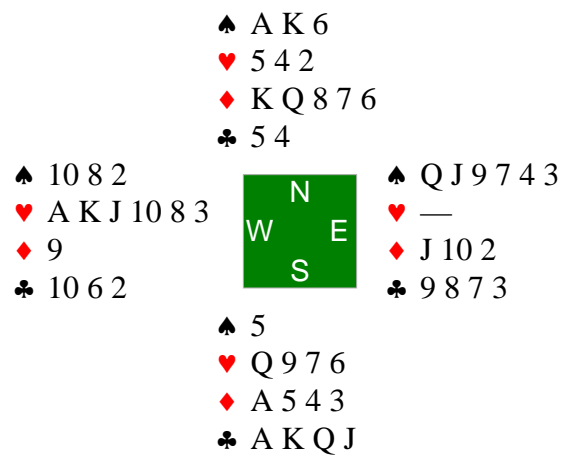 ♠ A K 6
♥ 5 4 2
♦ K Q 8 7 6
♣ 5 4
♠ 10 8 2
♥ A K J 10 8 3
♦ 9
♣ 10 6 2
N
W E
S
♠ Q J 9 7 4 3
♥ —
♦ J 10 2
♣ 9 8 7 3
♠ 5
♥ Q 9 7 6
♦ A 5 4 3
♣ A K Q J